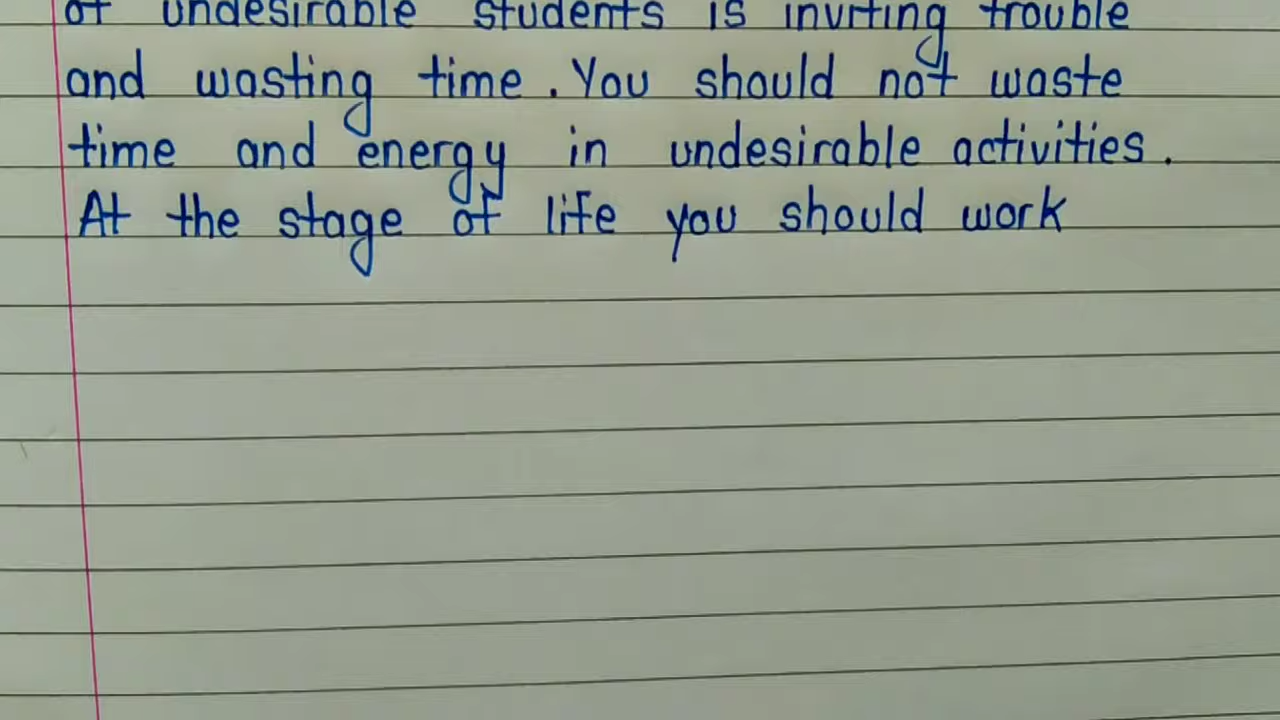 of undesirable students is inviting trouble
and wasting time. You should not waste
time and energy in undesirable activities.
At the stage of life you should work